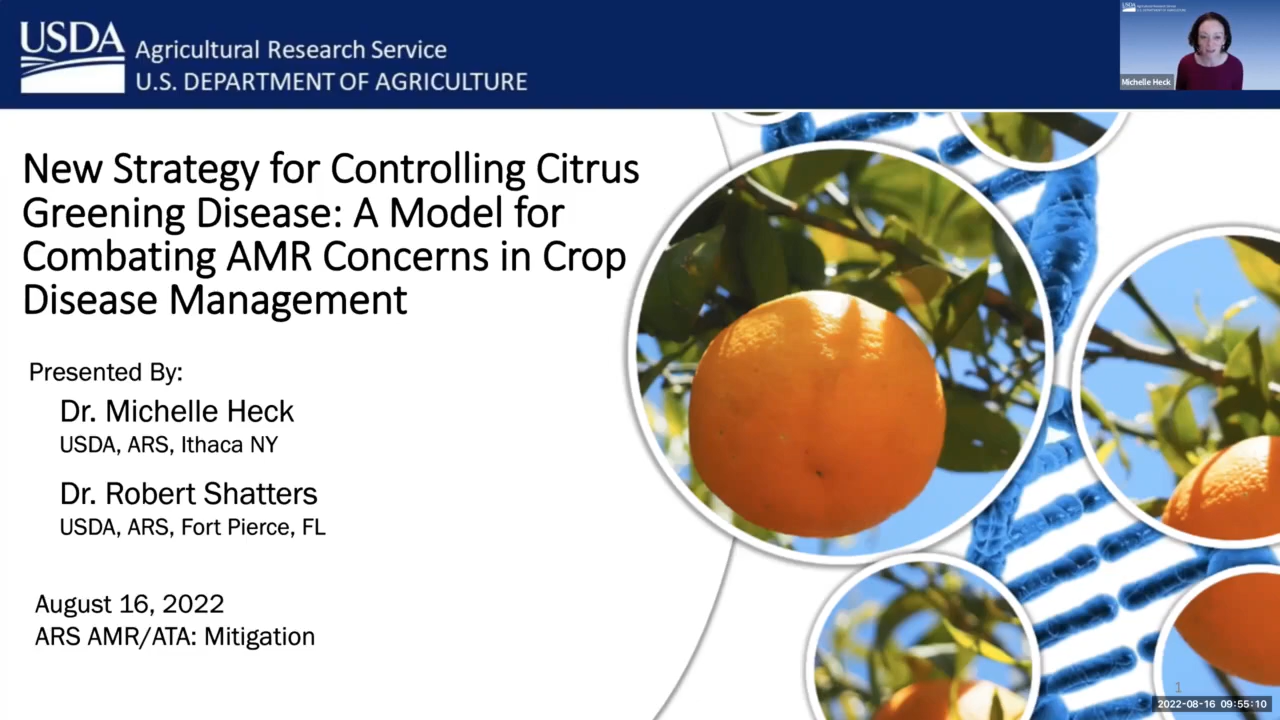 USDA
Agricultural Research Service
U.S. DEPARTMENT OF AGRICULTURE
Michelle Heck
New Strategy for Controlling Citrus
Greening Disease: A Model for
Combating AMR Concerns in Crop
Disease Management
Presented By:
Dr. Michelle Heck
USDA, ARS, Ithaca NY
Dr. Robert Shatters
USDA, ARS, Fort Pierce, FL
August 16, 2022
ARS AMR/ATA: Mitigation
1
2022-08-16 09:55:10